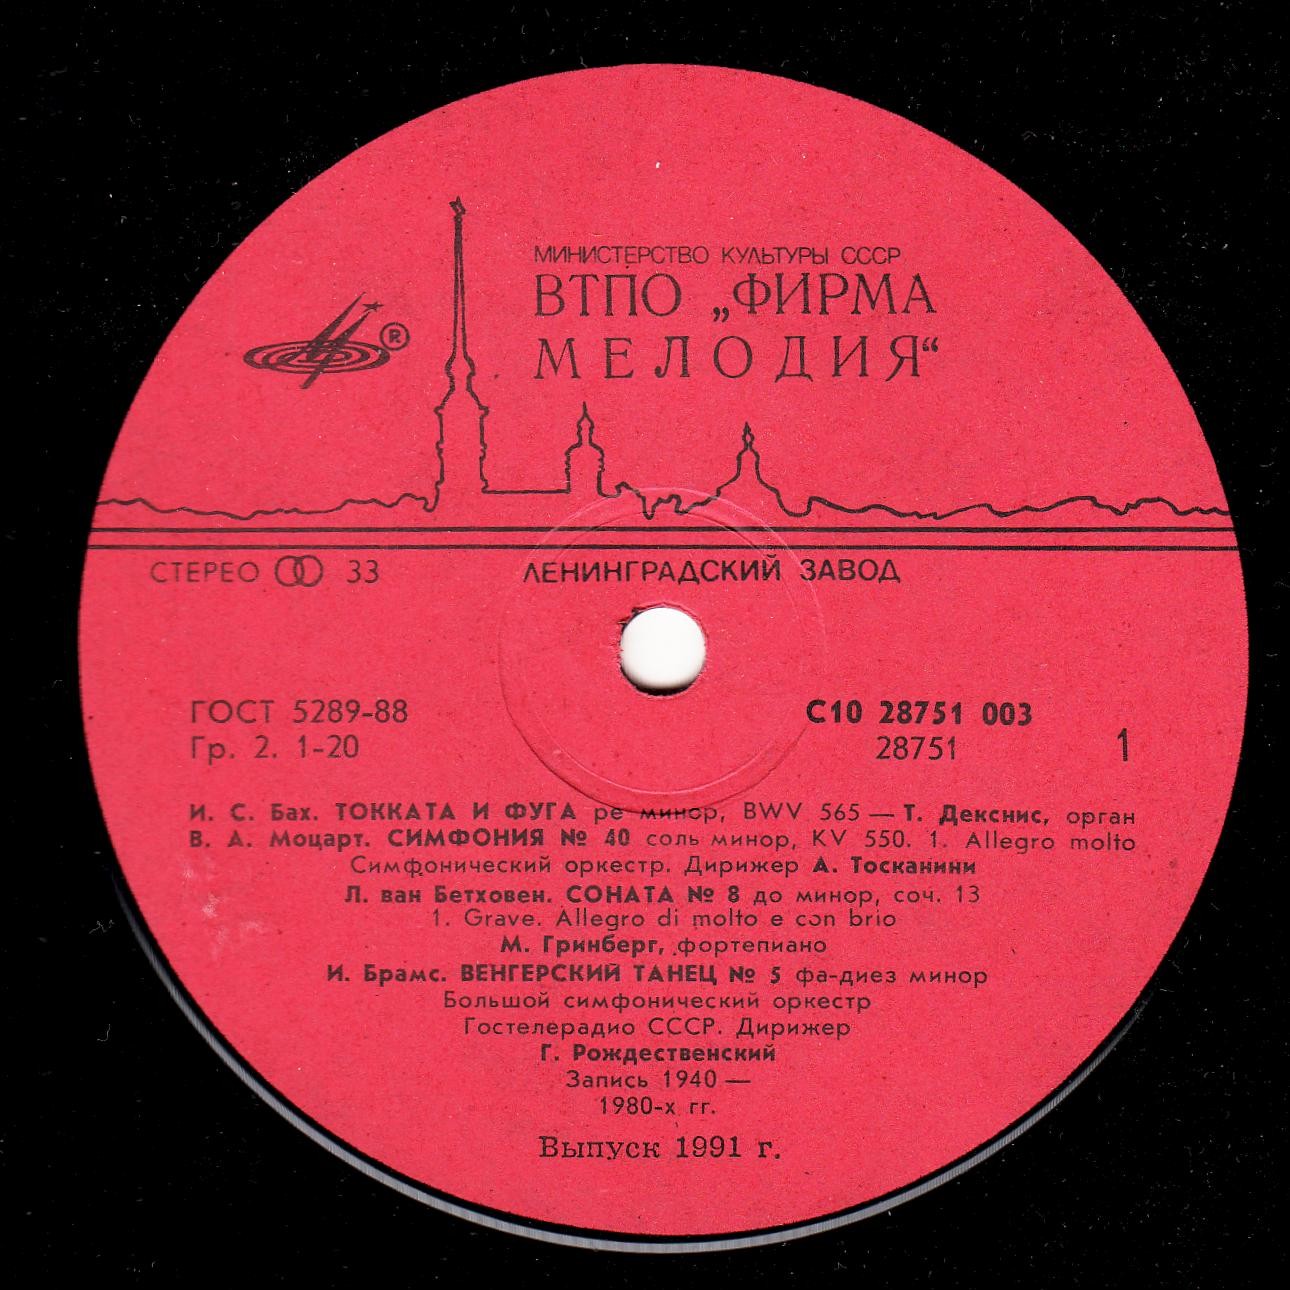 МИНИСТЕРСТВО КУЛЬТУРЫ СССР
ВТПО „ФИРМА
МЕЛОДИЯ“
R
СТЕРЕО 33
ЛЕНИНГРАДСКИЙ ЗАВОД
ГОСТ 5289-88
Гр. 2. 1-20
С10 28751 003
28751
1
И. С. Бах. ТОККАТА И ФУГА ре минор, BWV 565 — Т. Декснис, орган
В. А. Моцарт. СИМФОНИЯ № 40 соль минор, KV 550. 1. Allegro molto
Симфонический оркестр. Дирижер А. Тосканини
Л. ван Бетховен. СОНАТА № 8 до минор, соч. 13
1. Grave. Allegro di molto e con brio
М. Гринберг, фортепиано
И. Брамс. ВЕНГЕРСКИЙ ТАНЕЦ № 5 фа-диез минор
Большой симфонический оркестр
Гостелерадио СССР. Дирижер
Г. Рождественский
Запись 1940 —
1980-х гг.
Выпуск 1991 г.